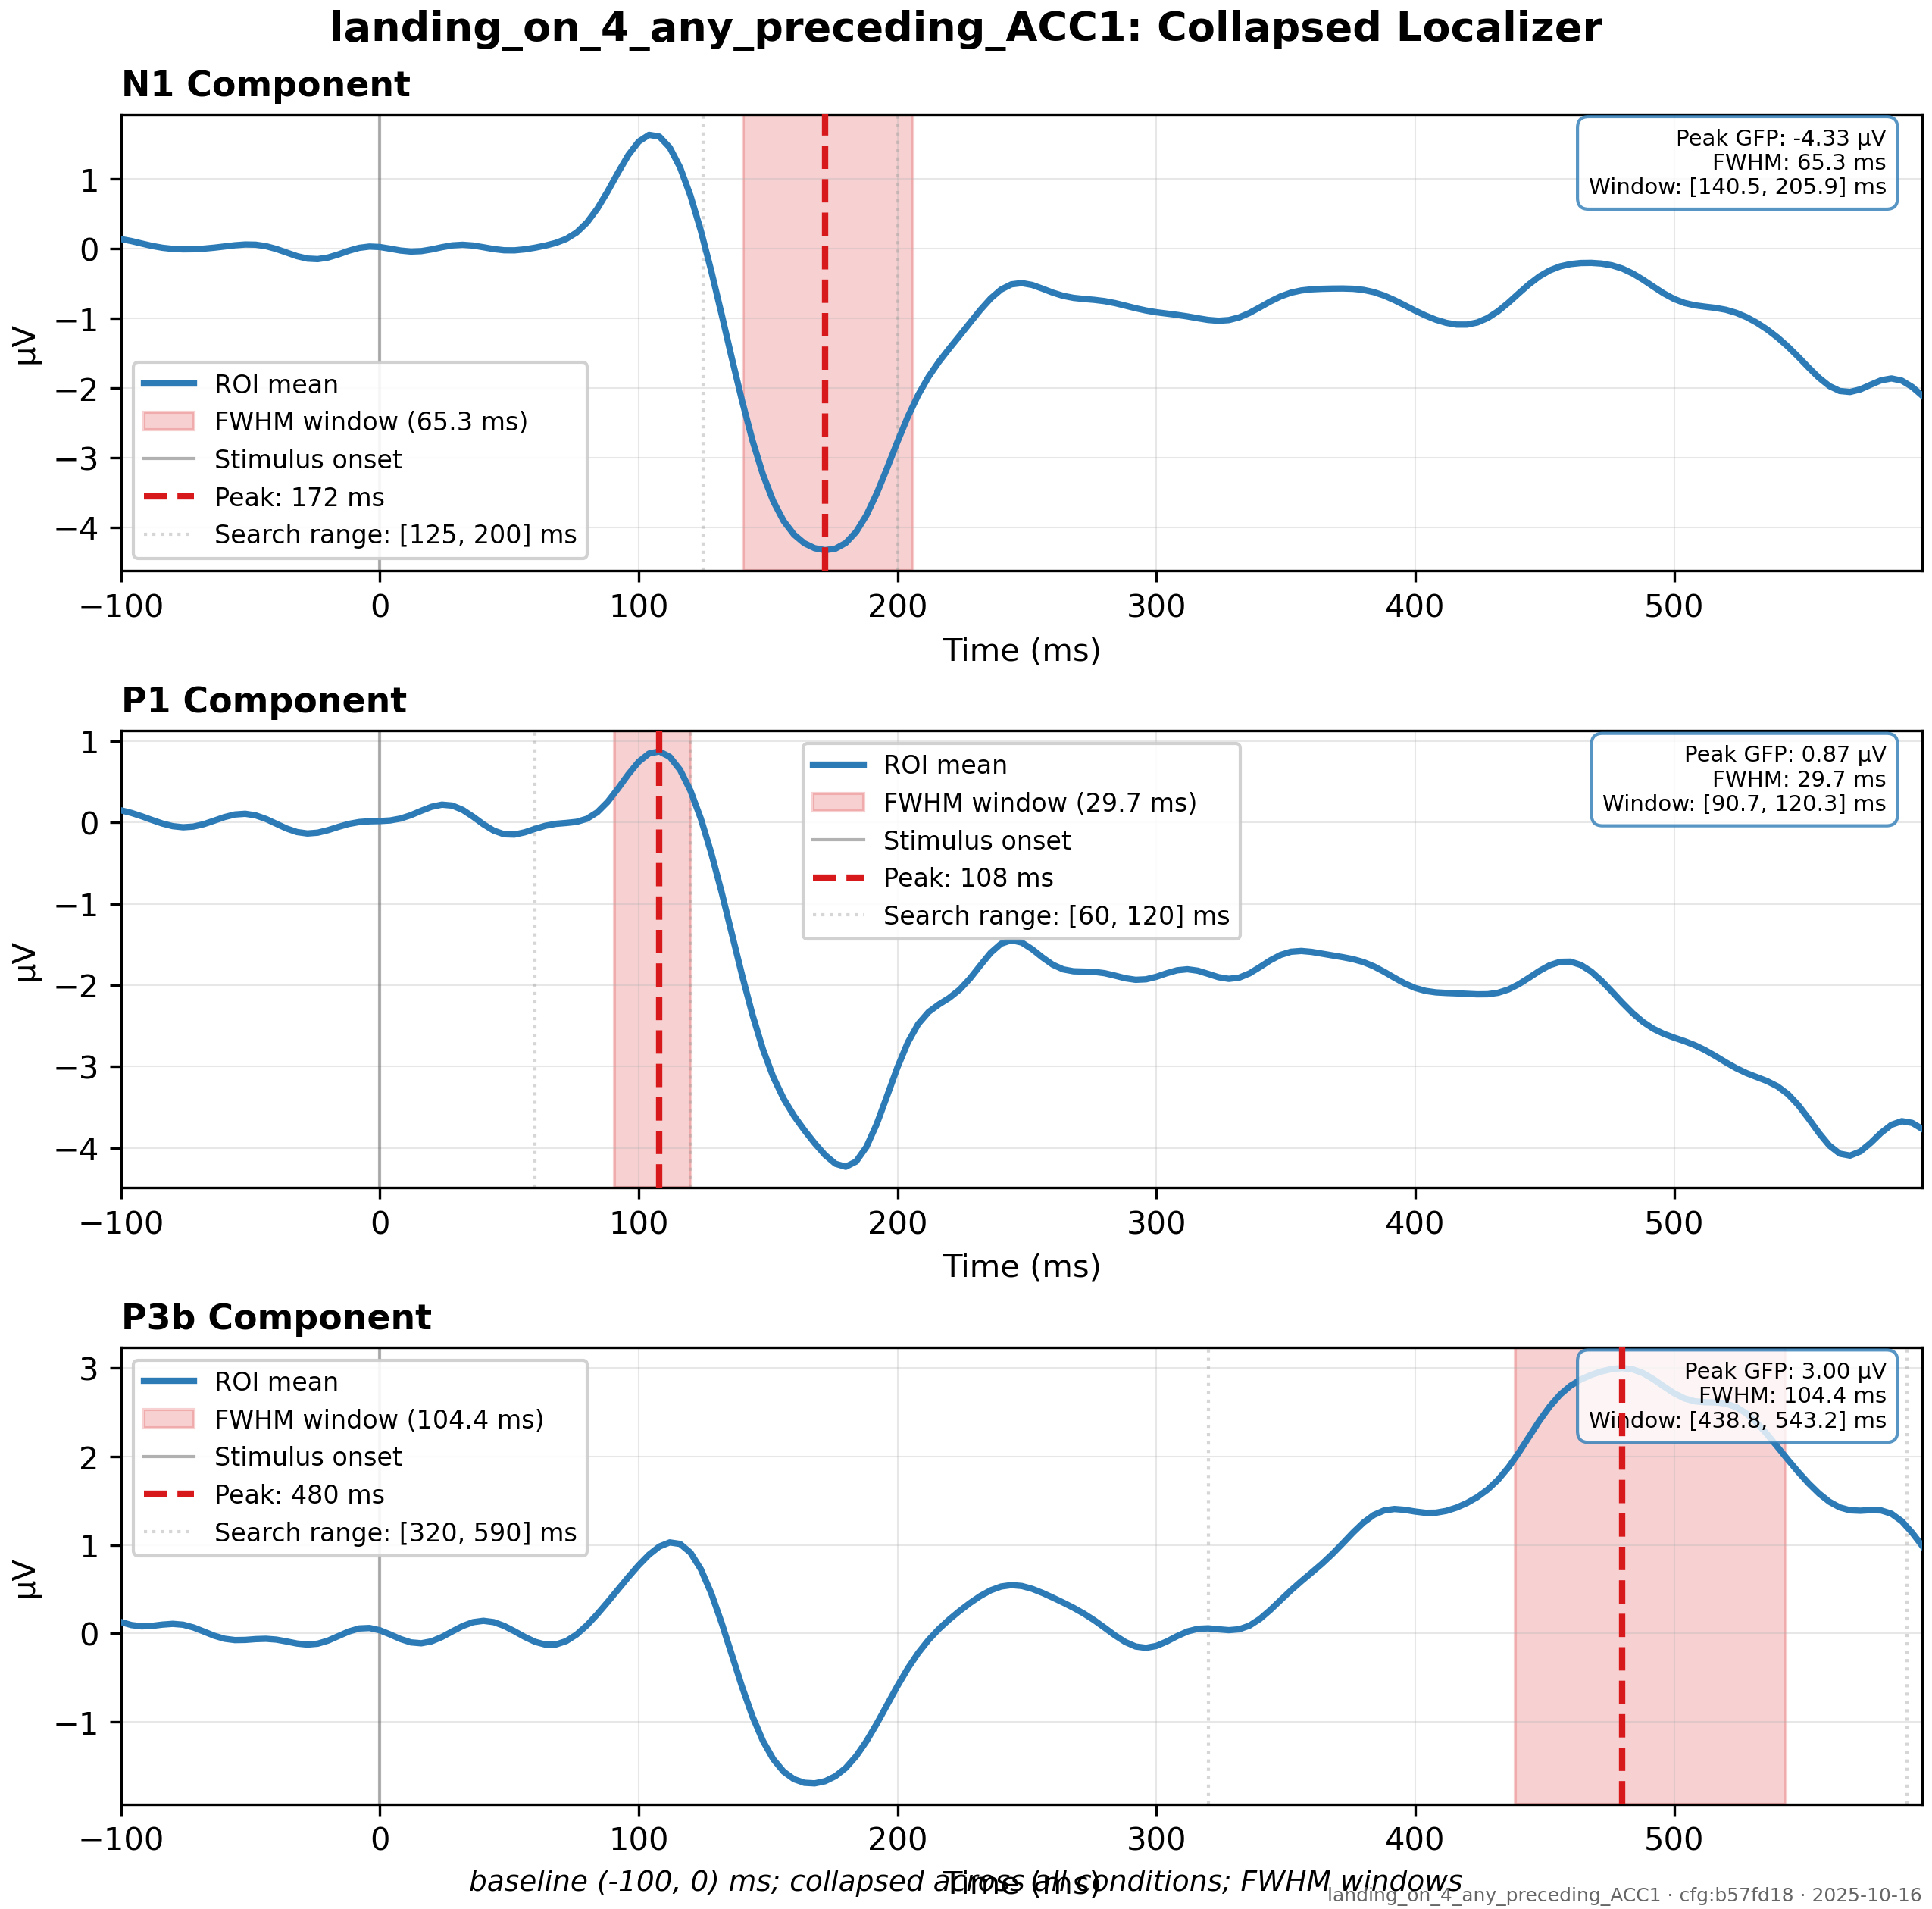 landing_on_4_any_preceding_ACC1: Collapsed Localizer
N1 Component
Peak GFP: -4.33 µV
FWHM: 65.3 ms
Window: [140.5, 205.9] ms
1
0
−1
−2
−3
−4
µV
ROI mean
FWHM window (65.3 ms)
Stimulus onset
Peak: 172 ms
Search range: [125, 200] ms
−100 0 100 200 300 400 500
Time (ms)
P1 Component
Peak GFP: 0.87 µV
FWHM: 29.7 ms
Window: [90.7, 120.3] ms
1
0
−1
−2
−3
−4
µV
ROI mean
FWHM window (29.7 ms)
Stimulus onset
Peak: 108 ms
Search range: [60, 120] ms
−100 0 100 200 300 400 500
Time (ms)
P3b Component
Peak GFP: 3.00 µV
FWHM: 104.4 ms
Window: [438.8, 543.2] ms
3
2
1
0
−1
µV
ROI mean
FWHM window (104.4 ms)
Stimulus onset
Peak: 480 ms
Search range: [320, 590] ms
−100 0 100 200 300 400 500
Time (ms)
baseline (-100, 0) ms; collapsed across all conditions; FWHM windows
landing_on_4_any_preceding_ACC1 · cfg:b57fd18 · 2025-10-16